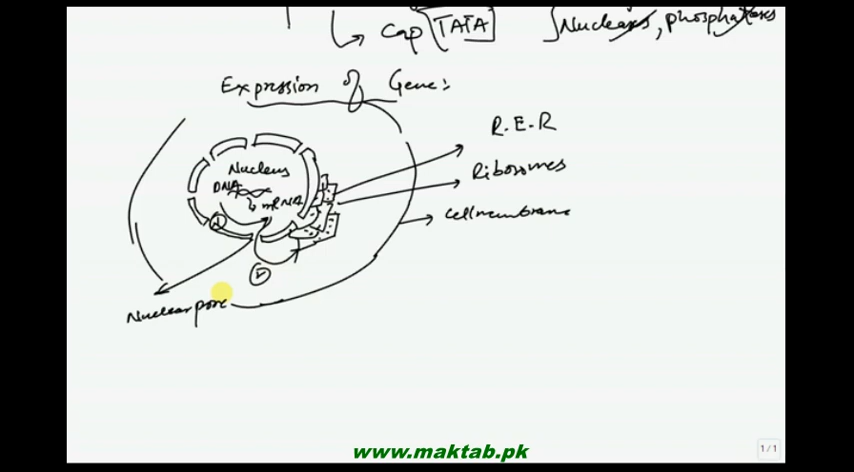 Cap TATA
Nucleases, phosphatases
Expression of Gene:
R.E.R
Nucleus
Ribosomes
DNA
mRNA
Cell membrane
Nuclear pore
www.maktab.pk
1/1